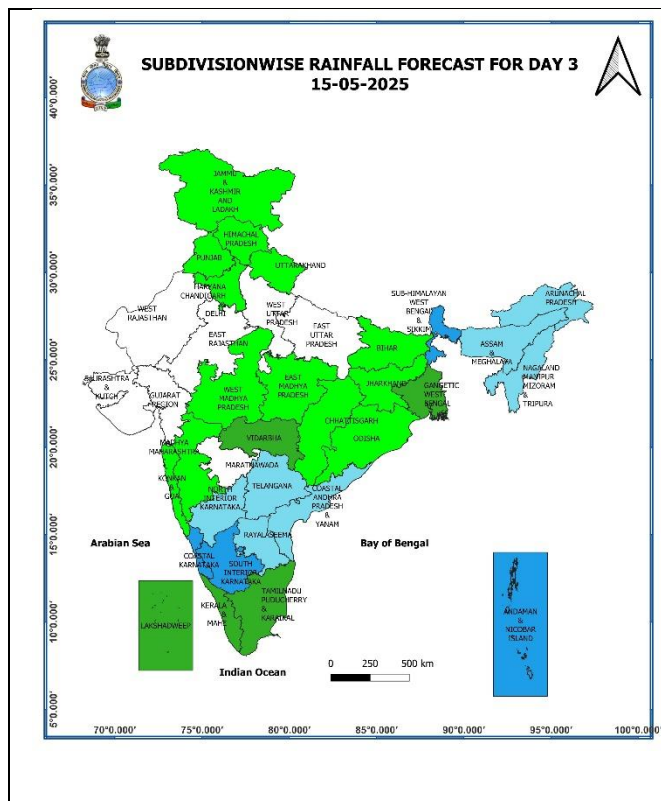 SUBDIVISIONWISE RAINFALL FORECAST FOR DAY 3
15-05-2025
40°0.000'
35°0.000'
30°0.000'
25°0.000'
20°0.000'
15°0.000'
10°0.000'
5°0.000'
JAMMU
&
KASHMIR
AND
LADAKH
HIMACHAL
PRADESH
PUNJAB
UTTARAKHAND
HARYANA
CHANDIGARH
DELHI
WEST
RAJASTHAN
WEST
UTTAR
PRADESH
EAST
RAJASTHAN
EAST
UTTAR
PRADESH
SUB-HIMALAYAN
WEST
BENGAL
&
SIKKIM
ARUNACHAL
PRADESH
ASSAM
&
MEGHALAYA
NAGALAND
MANIPUR
MIZORAM
&
TRIPURA
BIHAR
SAURASHTRA
&
KUTCH
GUJARAT
REGION
WEST
MADHYA
PRADESH
EAST
MADHYA
PRADESH
JHARKHAND
GANGETIC
WEST
BENGAL
CHHATTISGARH
ODISHA
VIDARBHA
MADHYA
MAHARASHTRA
MARATHWADA
KONKAN
&
GOA
NORTH
INTERIOR
KARNATAKA
TELANGANA
COASTAL
ANDHRA
PRADESH
&
YANAM
RAYALASEEMA
Arabian Sea
Bay of Bengal
COASTAL
KARNATAKA
SOUTH
INTERIOR
KARNATAKA
TAMILNADU
PUDUCHERRY
&
KARAIKAL
KERALA
&
MAHE
LAKSHADWEEP
ANDAMAN
&
NICOBAR
ISLAND
Indian Ocean
0 250 500 km
70°0.000' 75°0.000' 80°0.000' 85°0.000' 90°0.000' 95°0.000' 100°0.000'